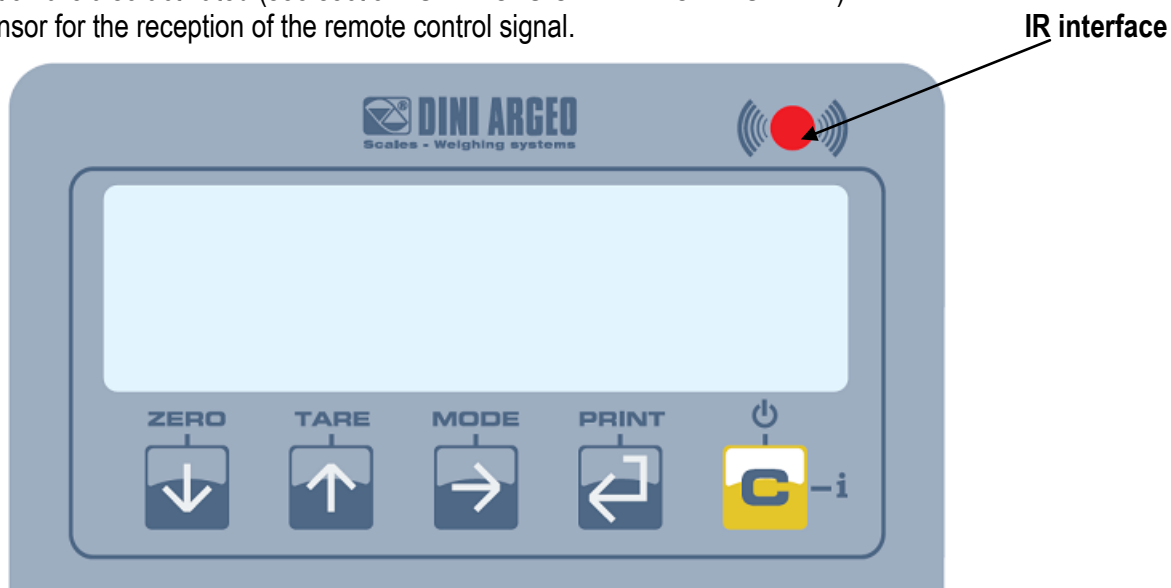 nsor for the reception of the remote control signal.
IR interface
DINI ARGEO
Scales - Weighing systems
ZERO TARE MODE PRINT
C -i